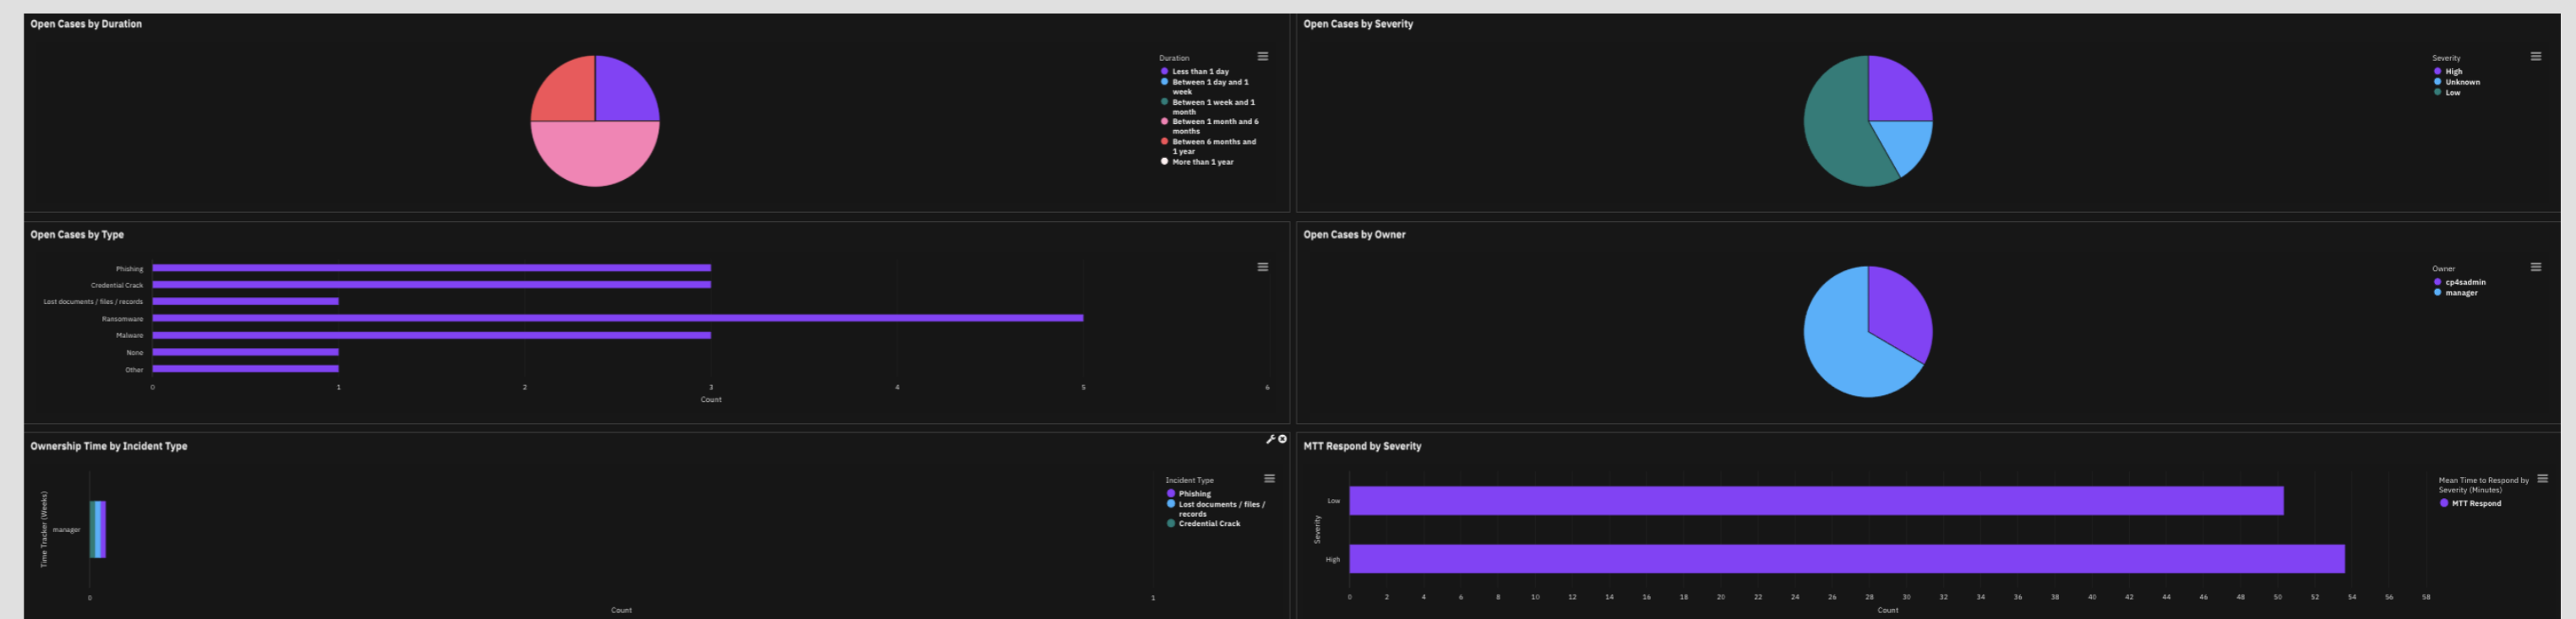 Open Cases by Duration
Duration
Less than 1 day
Between 1 day and 1
week
Between 1 week and 1
month
Between 1 month and 6
months
Between 6 months and
1 year
More than 1 year
Open Cases by Severity
Severity
High
Unknown
Low
Open Cases by Type
Phishing
Credential Crack
Lost documents / files / records
Ransomware
Malware
None
Other
0 1 2 3 4 5 6
Count
Open Cases by Owner
Owner
cp4sadmin
manager
Ownership Time by Incident Type
Time Tracker (Weeks)
manager
0 1
Count
Incident Type
Phishing
Lost documents / files /
records
Credential Crack
MTT Respond by Severity
Severity
Low
High
0 2 4 6 8 10 12 14 16 18 20 22 24 26 28 30 32 34 36 38 40 42 44 46 48 50 52 54 56 58
Count
Mean Time to Respond by
Severity (Minutes)
MTT Respond